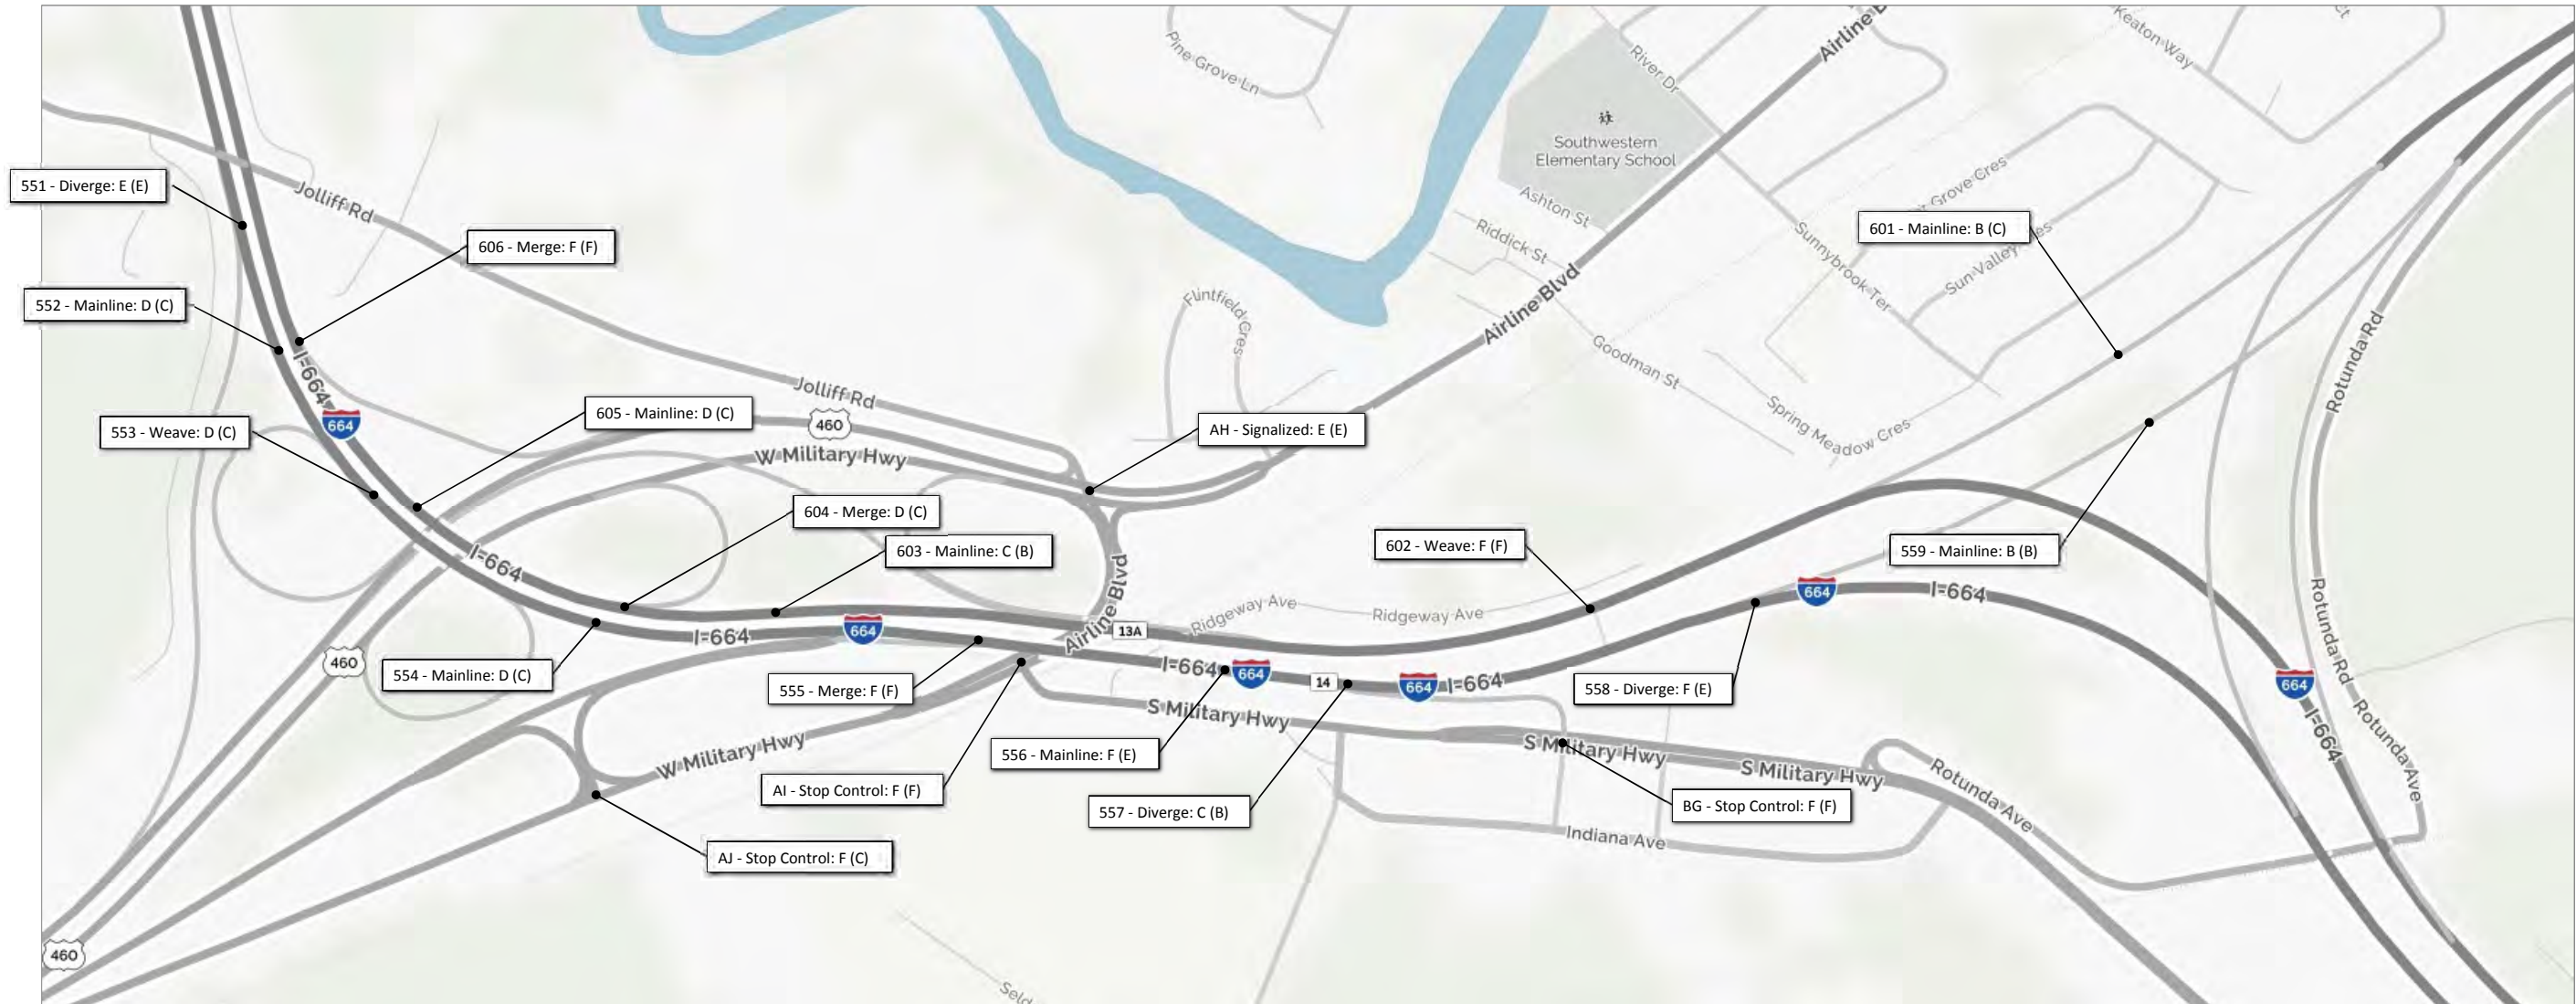 Pine Grove Ln
River Dr
Airline B
Keaton Way
Ct
Southwestern
Elementary School
551 - Diverge: E (E)
Jolliff Rd
Ashton St
t Grove Cres
606 - Merge: F (F)
Riddick St
601 - Mainline: B (C)
Sunnybrook Ter
Sun Valley Cres
552 - Mainline: D (C)
Flintfield Cres
Airline Blvd
Goodman St
Rotunda Rd
I-664
664
Jolliff Rd
605 - Mainline: D (C)
460
553 - Weave: D (C)
AH - Signalized: E (E)
Spring Meadow Cres
W Military Hwy
604 - Merge: D (C)
603 - Mainline: C (B)
602 - Weave: F (F)
559 - Mainline: B (B)
I-664
Airline Blvd
Ridgeway Ave
Ridgeway Ave
664
I-664
Rotunda Rd
I-664
664
13A
460
554 - Mainline: D (C)
555 - Merge: F (F)
I-664
664
14
664
I-664
558 - Diverge: F (E)
664
I-664
Rotunda Ave
S Military Hwy
W Military Hwy
556 - Mainline: F (E)
S Military Hwy
S Military Hwy
Rotunda Ave
AI - Stop Control: F (F)
557 - Diverge: C (B)
BG - Stop Control: F (F)
Indiana Ave
AJ - Stop Control: F (C)
460
Seld